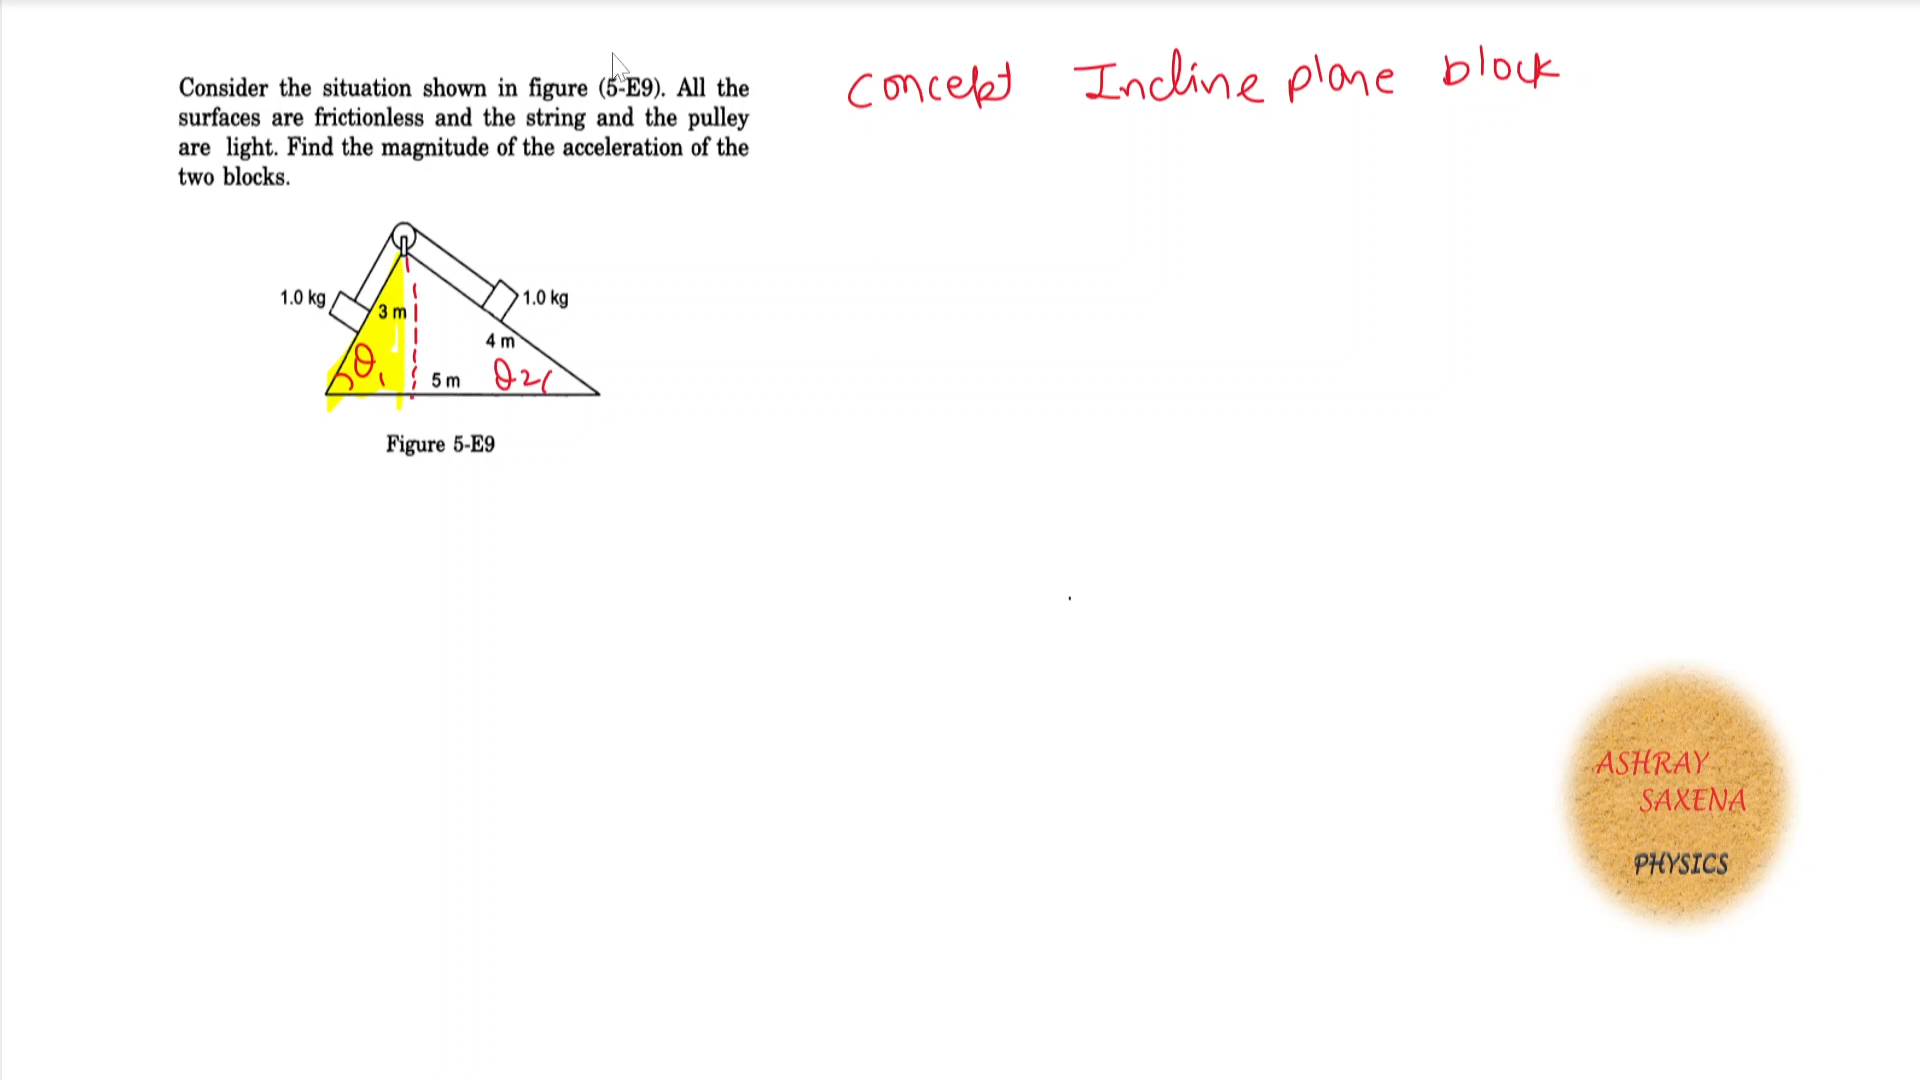 Consider the situation shown in figure (5-E9). All the
surfaces are frictionless and the string and the pulley
are light. Find the magnitude of the acceleration of the
two blocks.
concept Incline plane block
1.0 kg
1.0 kg
3 m
4 m
θ1
5 m
θ2
Figure 5-E9
ASHRAY
SAXENA
PHYSICS